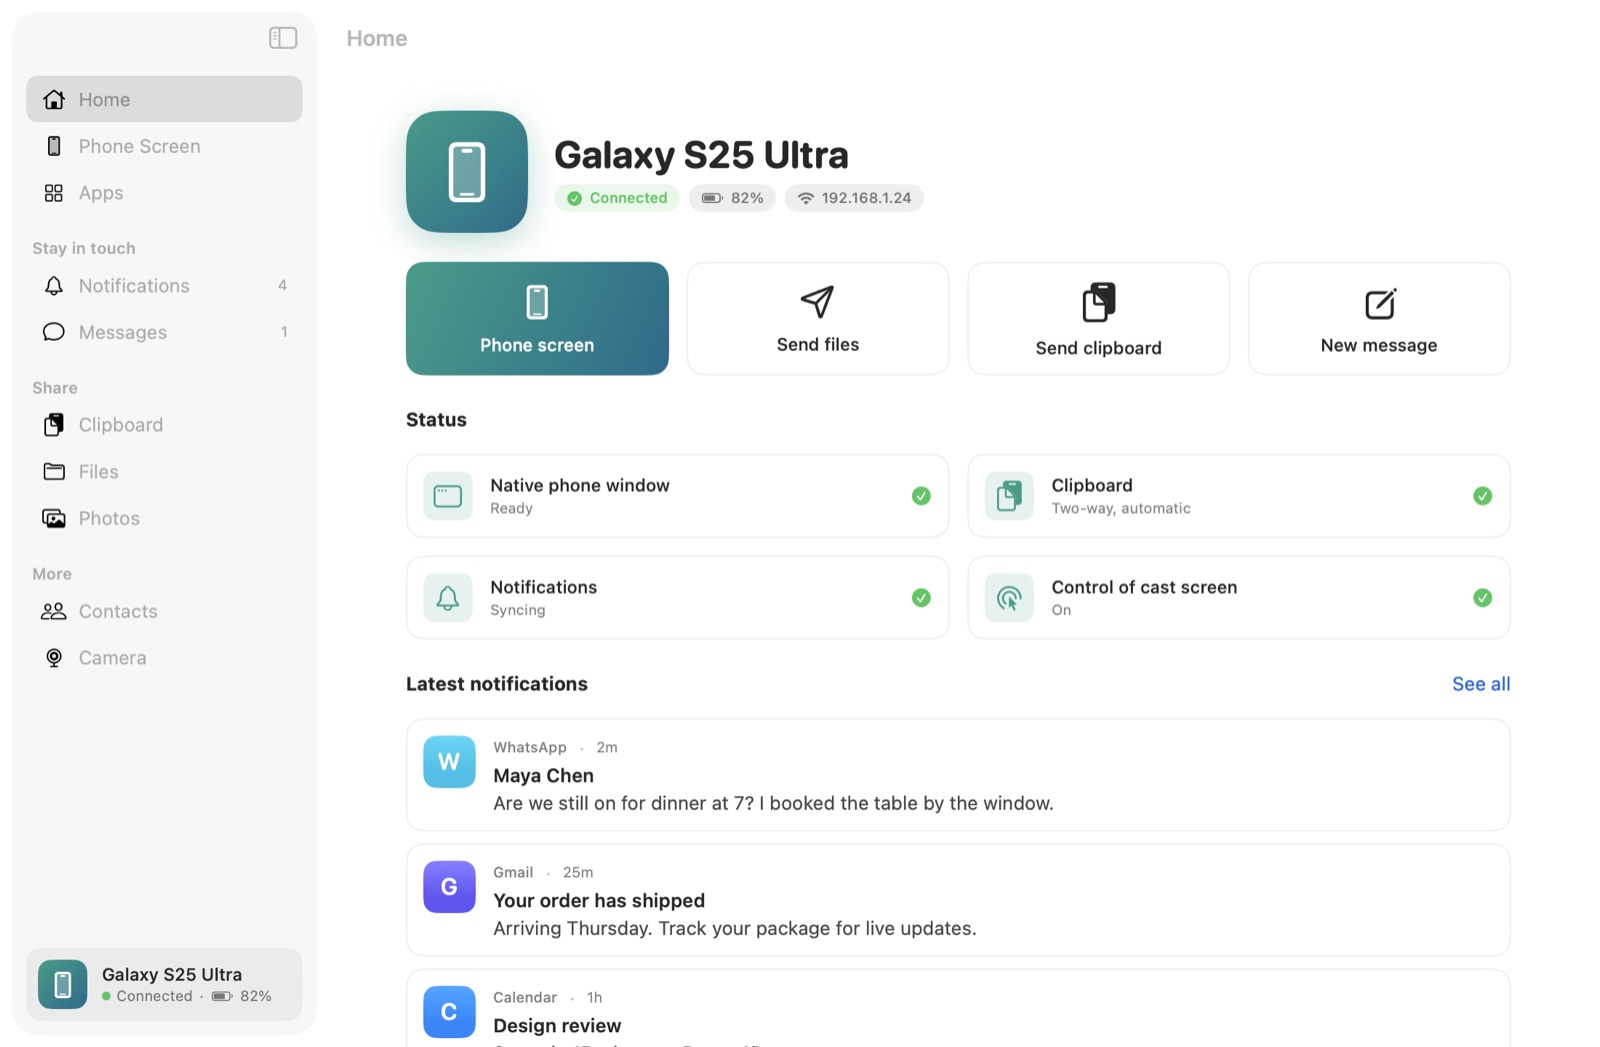 Home
Home
Phone Screen
Apps
Stay in touch
Notifications 4
Messages 1
Share
Clipboard
Files
Photos
More
Contacts
Camera
Galaxy S25 Ultra
Connected · 82%
Galaxy S25 Ultra
Connected 82% 192.168.1.24
Phone screen
Send files
Send clipboard
New message
Status
Native phone window
Ready
Clipboard
Two-way, automatic
Notifications
Syncing
Control of cast screen
On
Latest notifications
See all
W
WhatsApp · 2m
Maya Chen
Are we still on for dinner at 7? I booked the table by the window.
G
Gmail · 25m
Your order has shipped
Arriving Thursday. Track your package for live updates.
C
Calendar · 1h
Design review